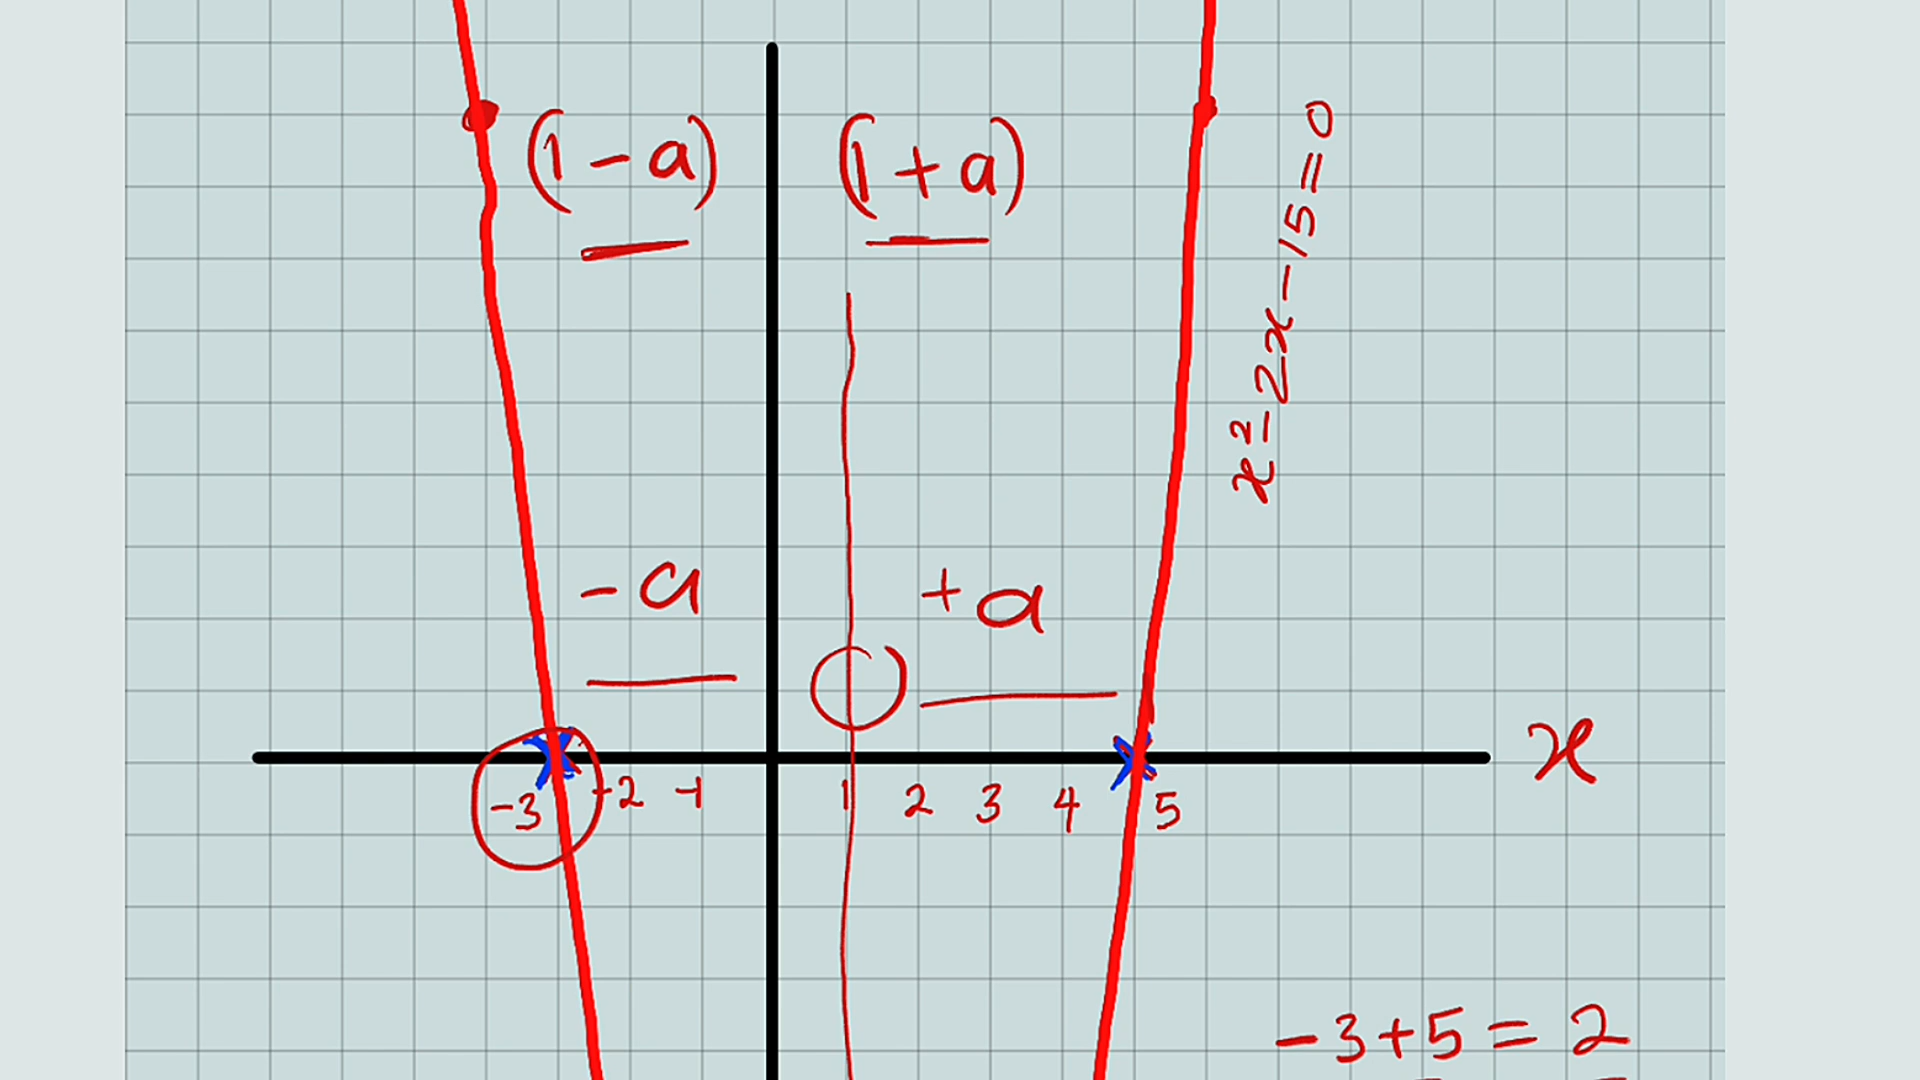 (1 - a) (1 + a)
x² - 2x - 15 = 0
-a +a
x
-3 -2 -1 1 2 3 4 5
-3 + 5 = 2